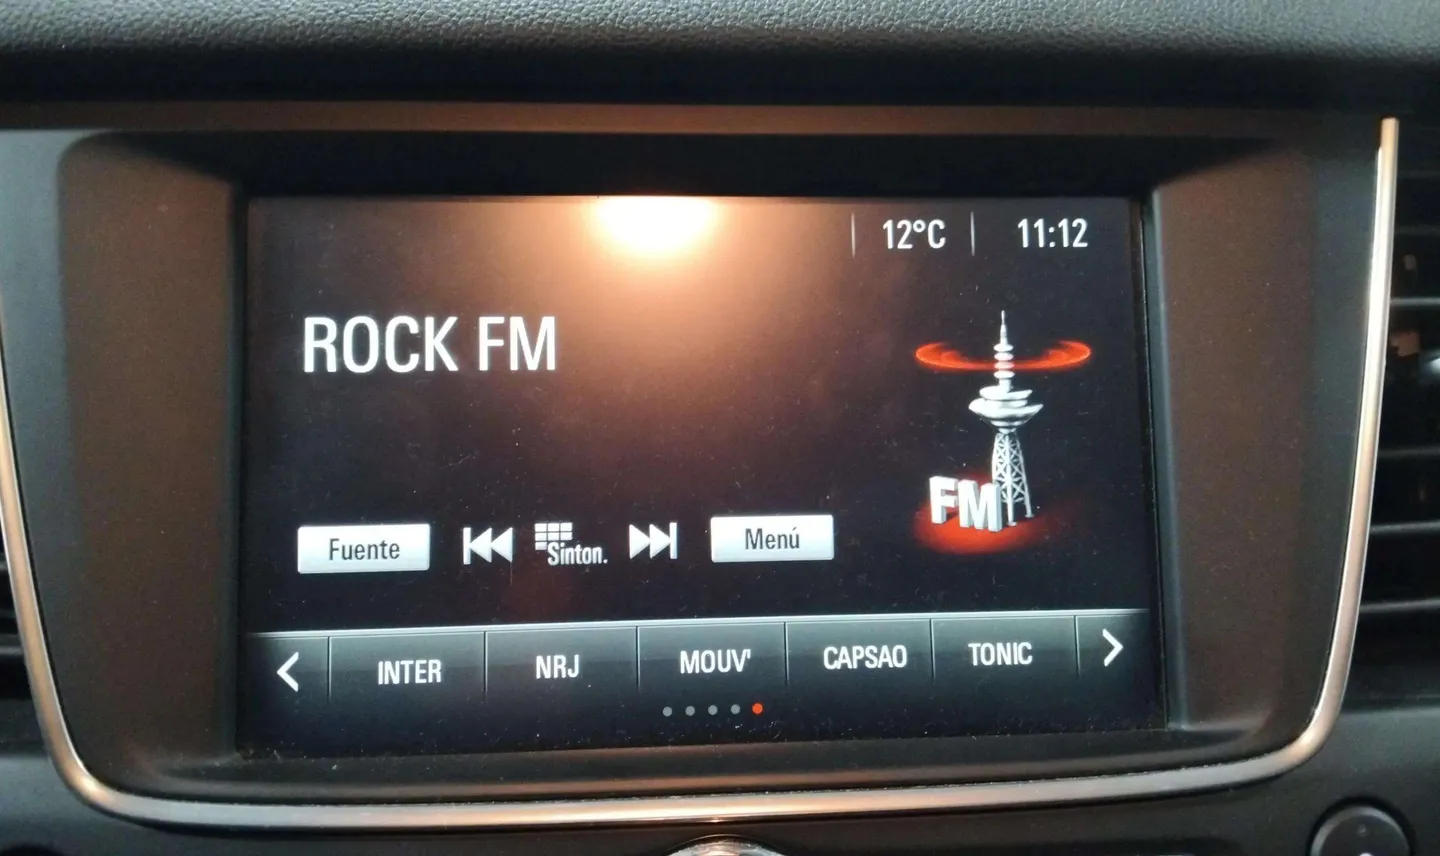 12°C 11:12
ROCK FM
FM
Fuente Sinton. Menú
INTER NRJ MOUV' CAPSAO TONIC